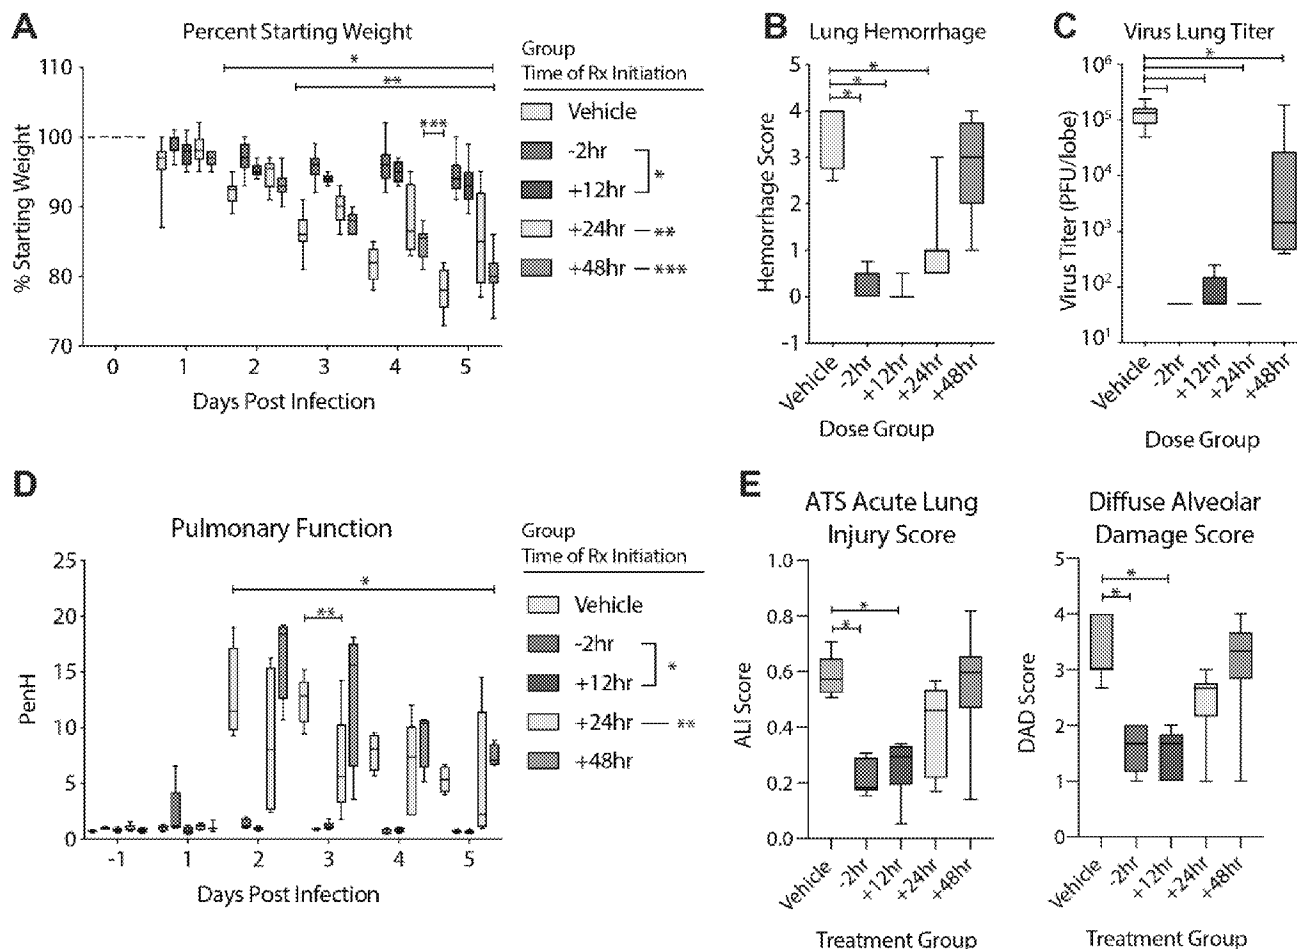 A
Percent Starting Weight
Group
Time of Rx Initiation
Vehicle
-2hr
+12hr
+24hr
+48hr
*
**
***
*
**
***
% Starting Weight
110
100
90
80
70
0 1 2 3 4 5
Days Post Infection
B
Lung Hemorrhage
Hemorrhage Score
5
4
3
2
1
0
-1
*
*
*
Vehicle
-2hr
+12hr
+24hr
+48hr
Dose Group
C
Virus Lung Titer
Virus Titer (PFU/lobe)
10⁶
10⁵
10⁴
10³
10²
10¹
*
Vehicle
-2hr
+12hr
+24hr
+48hr
Dose Group
D
Pulmonary Function
Group
Time of Rx Initiation
Vehicle
-2hr
+12hr
+24hr
+48hr
*
**
*
**
PenH
25
20
15
10
5
0
-1 1 2 3 4 5
Days Post Infection
E
ATS Acute Lung
Injury Score
ALI Score
1.0
0.8
0.6
0.4
0.2
0.0
*
*
Vehicle
-2hr
+12hr
+24hr
+48hr
Treatment Group
Diffuse Alveolar
Damage Score
DAD Score
5
4
3
2
1
0
*
*
Vehicle
-2hr
+12hr
+24hr
+48hr
Treatment Group